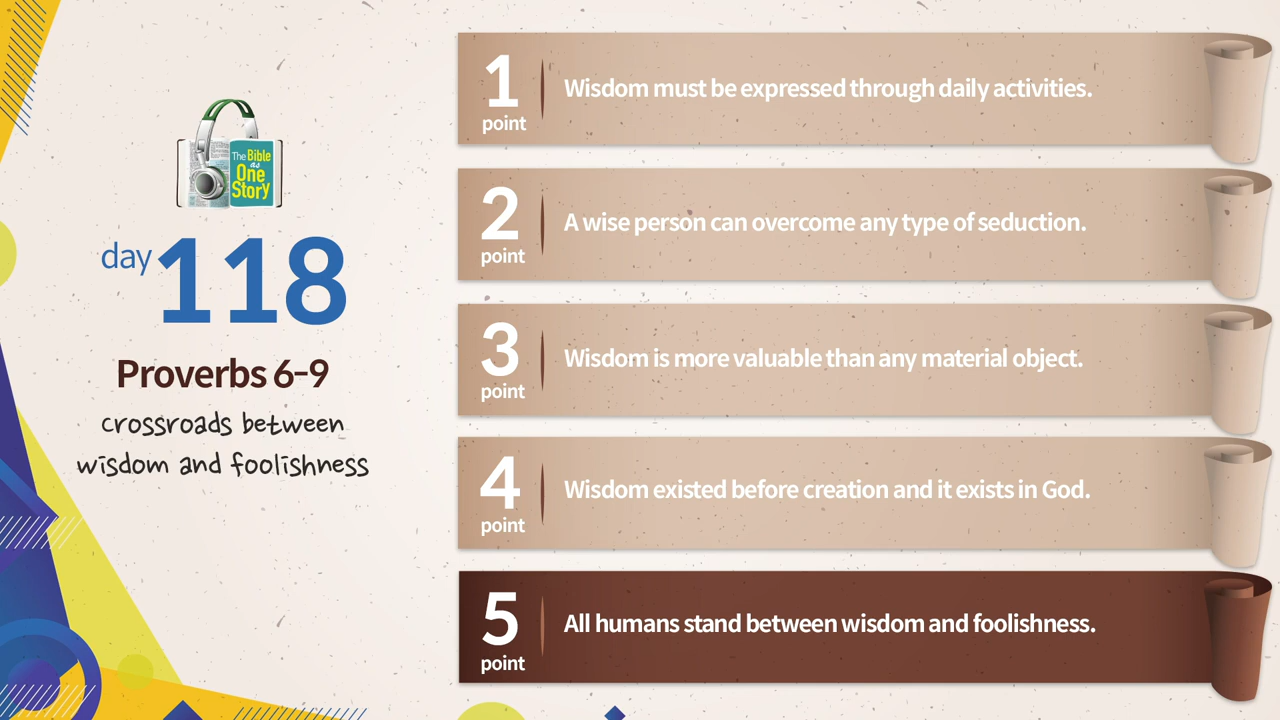 The Bible
as
One
Story
day 118
Proverbs 6-9
crossroads between
wisdom and foolishness
1
point
Wisdom must be expressed through daily activities.
2
point
A wise person can overcome any type of seduction.
3
point
Wisdom is more valuable than any material object.
4
point
Wisdom existed before creation and it exists in God.
5
point
All humans stand between wisdom and foolishness.